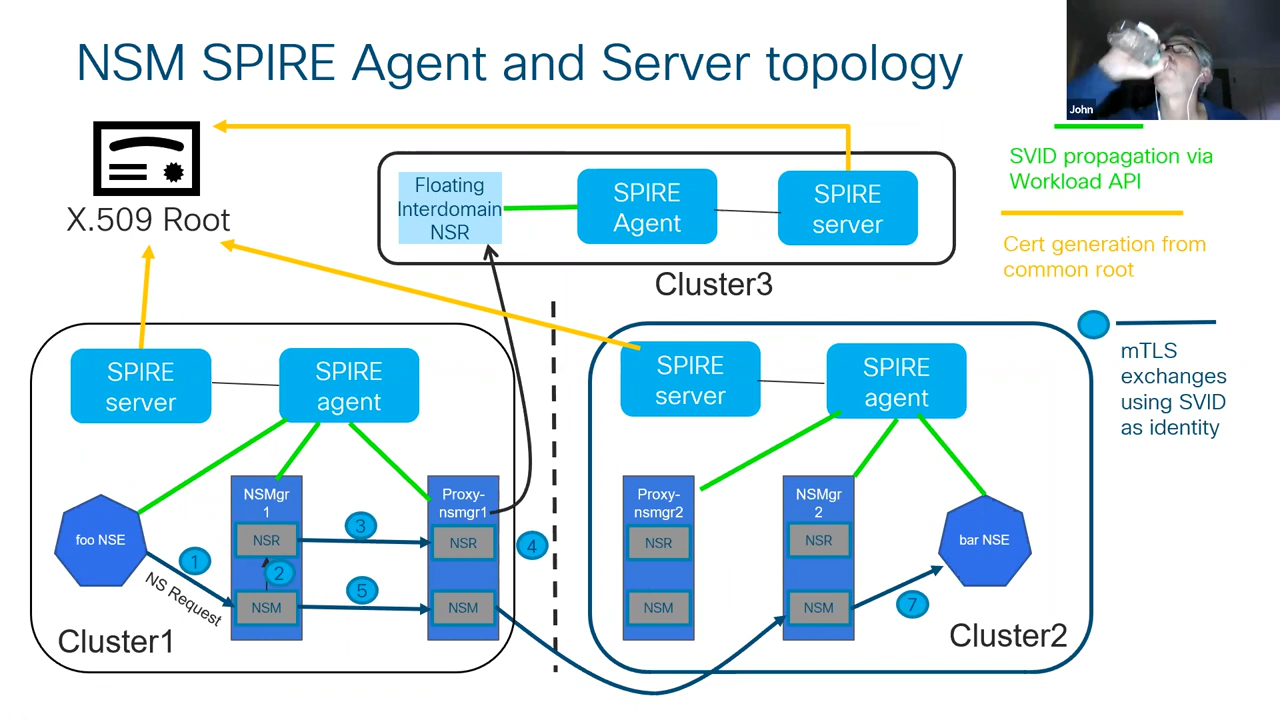 NSM SPIRE Agent and Server topology
John
X.509 Root
Floating
Interdomain
NSR
SPIRE
Agent
SPIRE
server
Cluster3
SVID propagation via
Workload API
Cert generation from
common root
mTLS
exchanges
using SVID
as identity
SPIRE
server
SPIRE
agent
foo NSE
NSMgr
1
NSR
NSM
Proxy-
nsmgr1
NSR
NSM
1
2
3
4
5
NS Request
Cluster1
SPIRE
server
SPIRE
agent
Proxy-
nsmgr2
NSR
NSM
NSMgr
2
NSR
NSM
bar NSE
7
Cluster2